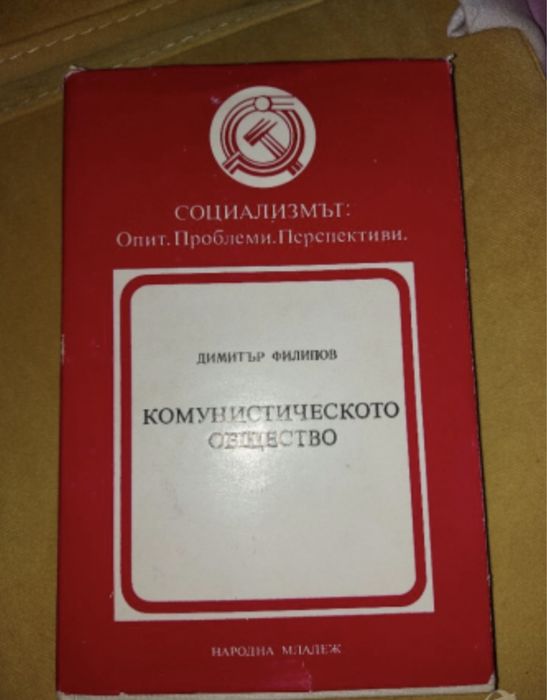 СОЦИАЛИЗМЪТ:
Опит.Проблеми.Перспективи.
ДИМИТЪР ФИЛИПОВ
КОМУНИСТИЧЕСКОТО
ОБЩЕСТВО
НАРОДНА МЛАДЕЖ